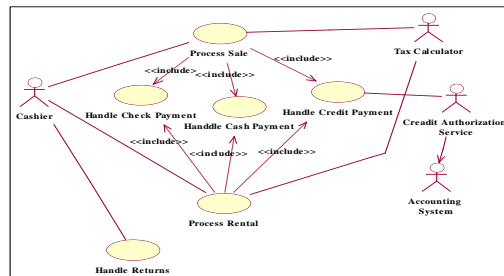 Process Sale
Tax Calculator
<<include>>
<<include>>
<<include>>
Cashier
Handle Check Payment
Handdle Cash Payment
Handle Credit Payment
Creadit Authorization
Service
<<include>>
<<include>>
<<include>>
Accounting
System
Process Rental
Handle Returns